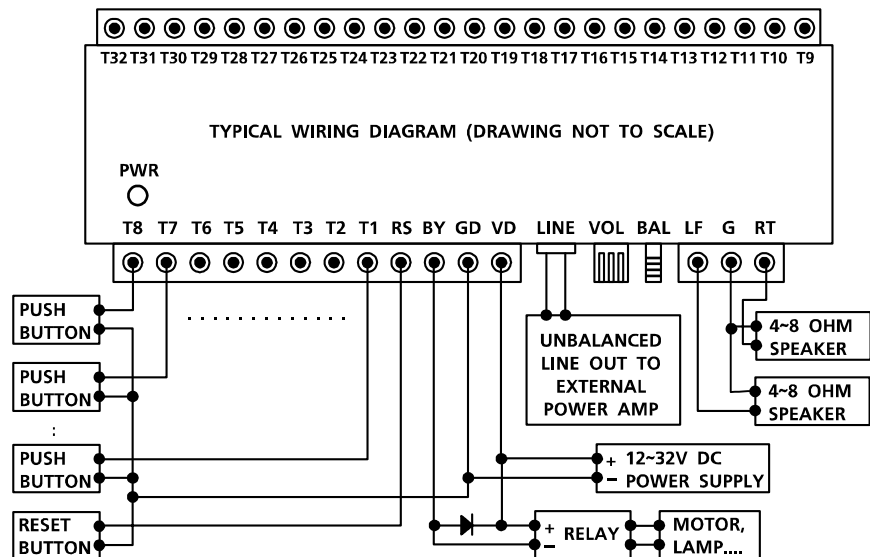 T32 T31 T30 T29 T28 T27 T26 T25 T24 T23 T22 T21 T20 T19 T18 T17 T16 T15 T14 T13 T12 T11 T10 T9
TYPICAL WIRING DIAGRAM (DRAWING NOT TO SCALE)
PWR
T8 T7 T6 T5 T4 T3 T2 T1 RS BY GD VD LINE VOL BAL LF G RT
PUSH
BUTTON
PUSH
BUTTON
:
PUSH
BUTTON
RESET
BUTTON
. . . . . . . . . . . . .
UNBALANCED
LINE OUT TO
EXTERNAL
POWER AMP
4~8 OHM
SPEAKER
4~8 OHM
SPEAKER
+ 12~32V DC
− POWER SUPPLY
+
−
RELAY
MOTOR,
LAMP....